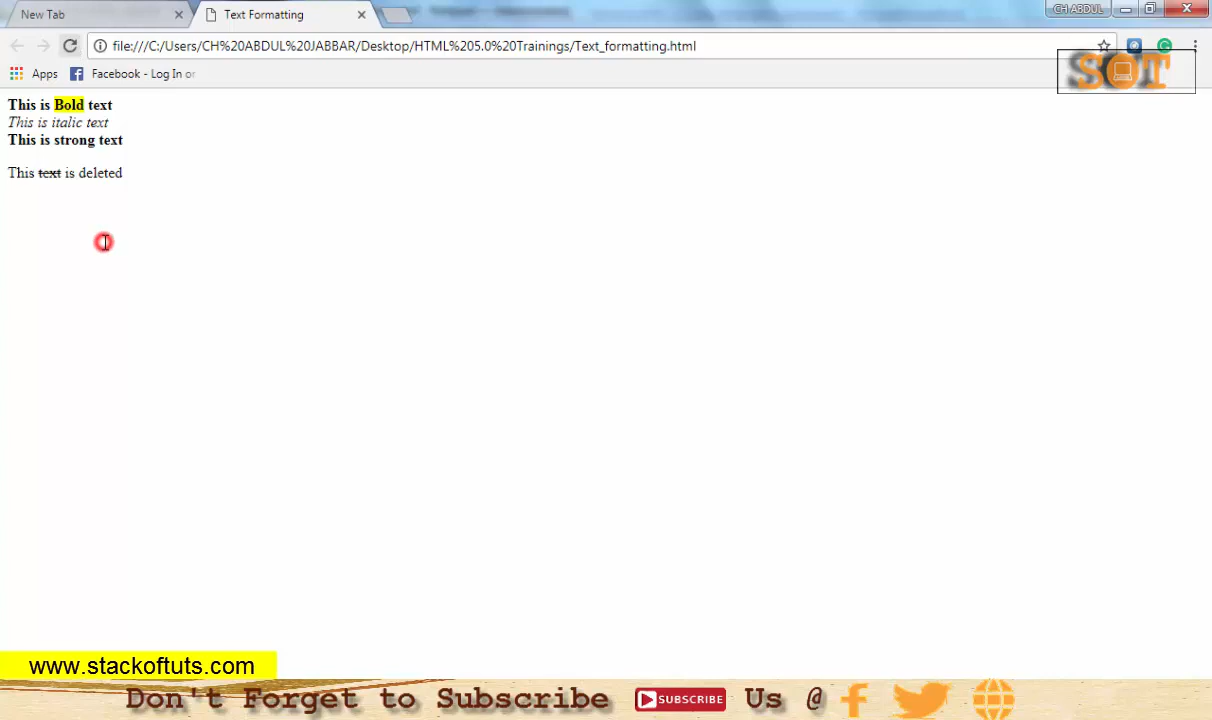 New Tab
Text Formatting
CH ABDUL
file:///C:/Users/CH%20ABDUL%20JABBAR/Desktop/HTML%205.0%20Trainings/Text_formatting.html
Apps
Facebook - Log In or
SOT
This is Bold text
This is italic text
This is strong text
This text is deleted
www.stackoftuts.com
Don't Forget to Subscribe SUBSCRIBE Us @